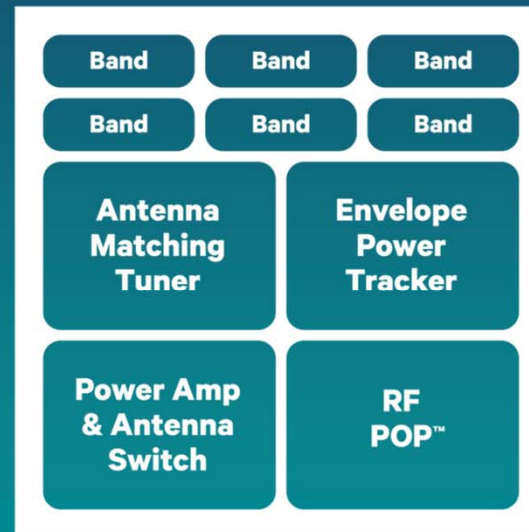 Band Band Band
Band Band Band
Antenna
Matching
Tuner
Envelope
Power
Tracker
Power Amp
& Antenna
Switch
RF
POP™